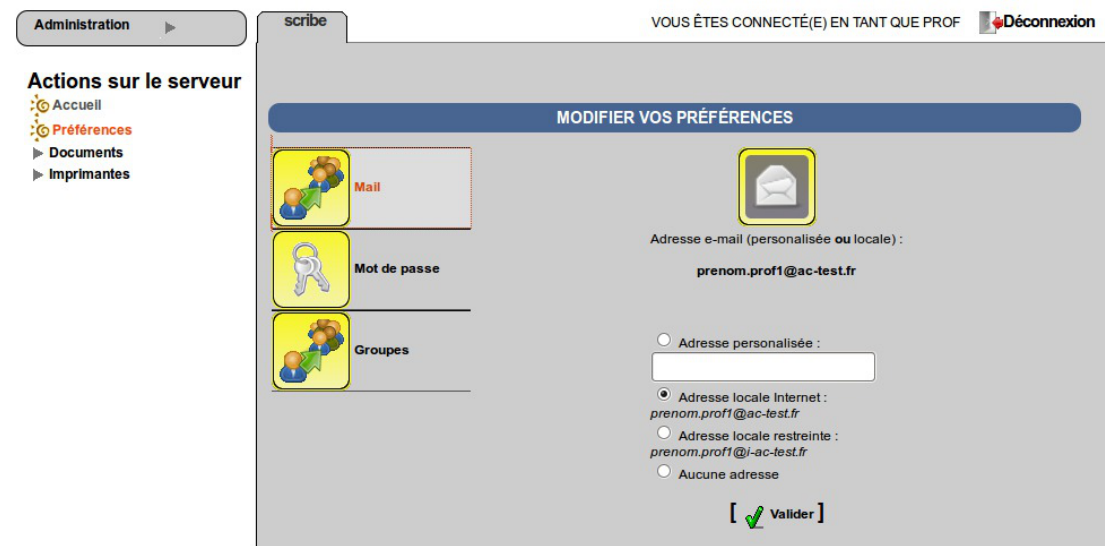 Administration
scribe
VOUS ÊTES CONNECTÉ(E) EN TANT QUE PROF
Déconnexion
Actions sur le serveur
Accueil
Préférences
Documents
Imprimantes
MODIFIER VOS PRÉFÉRENCES
Mail
Mot de passe
Groupes
Adresse e-mail (personalisée ou locale) :
prenom.prof1@ac-test.fr
Adresse personalisée :
Adresse locale Internet :
prenom.prof1@ac-test.fr
Adresse locale restreinte :
prenom.prof1@i-ac-test.fr
Aucune adresse
[ Valider ]